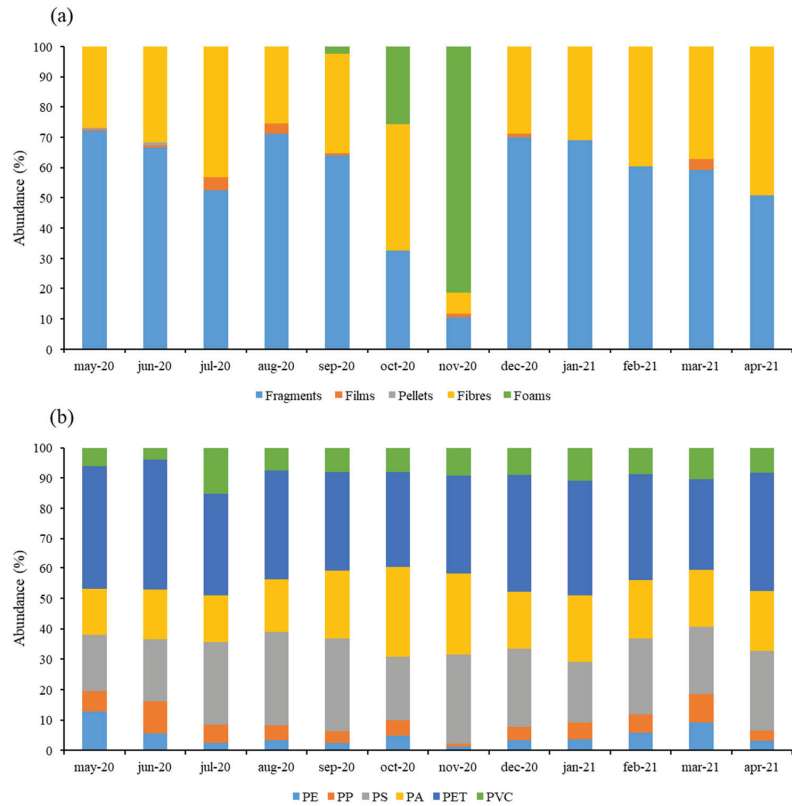 (a)
100
90
80
70
60
50
40
30
20
10
0
Abundance (%)
may-20 jun-20 jul-20 aug-20 sep-20 oct-20 nov-20 dec-20 jan-21 feb-21 mar-21 apr-21
Fragments Films Pellets Fibres Foams
(b)
100
90
80
70
60
50
40
30
20
10
0
Abundance (%)
may-20 jun-20 jul-20 aug-20 sep-20 oct-20 nov-20 dec-20 jan-21 feb-21 mar-21 apr-21
PE PP PS PA PET PVC